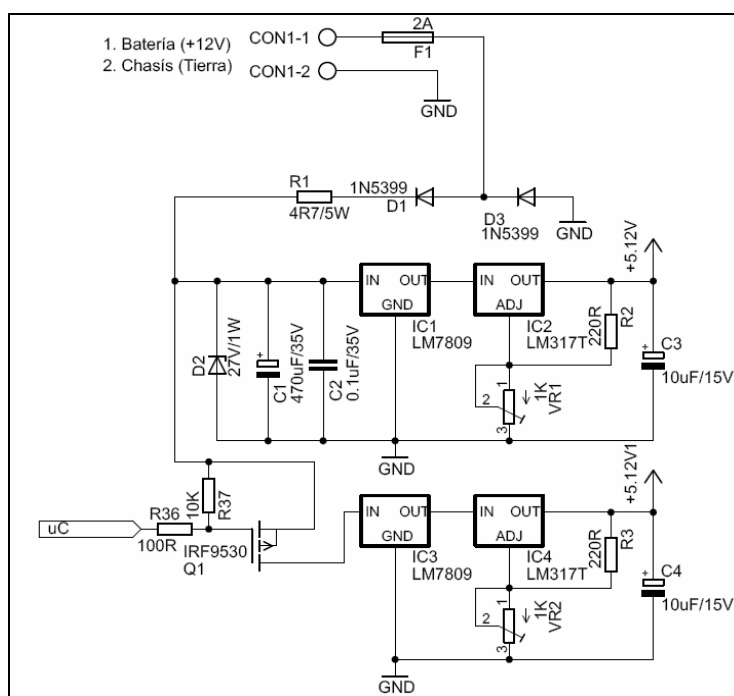 1. Batería (+12V)
2. Chasís (Tierra)
CON1-1
CON1-2
2A
F1
GND
R1
4R7/5W
1N5399
D1
D3
1N5399
GND
+5.12V
IN OUT
GND
IC1
LM7809
IN OUT
ADJ
IC2
LM317T
220R
R2
C3
+
10uF/15V
D2
27V/1W
+
C1
470uF/35V
C2
0.1uF/35V
1
2
3
1K
VR1
GND
+5.12V1
uC
R36
100R
10K
R37
IRF9530
Q1
IN OUT
GND
IC3
LM7809
IN OUT
ADJ
IC4
LM317T
220R
R3
C4
+
10uF/15V
1
2
3
1K
VR2
GND